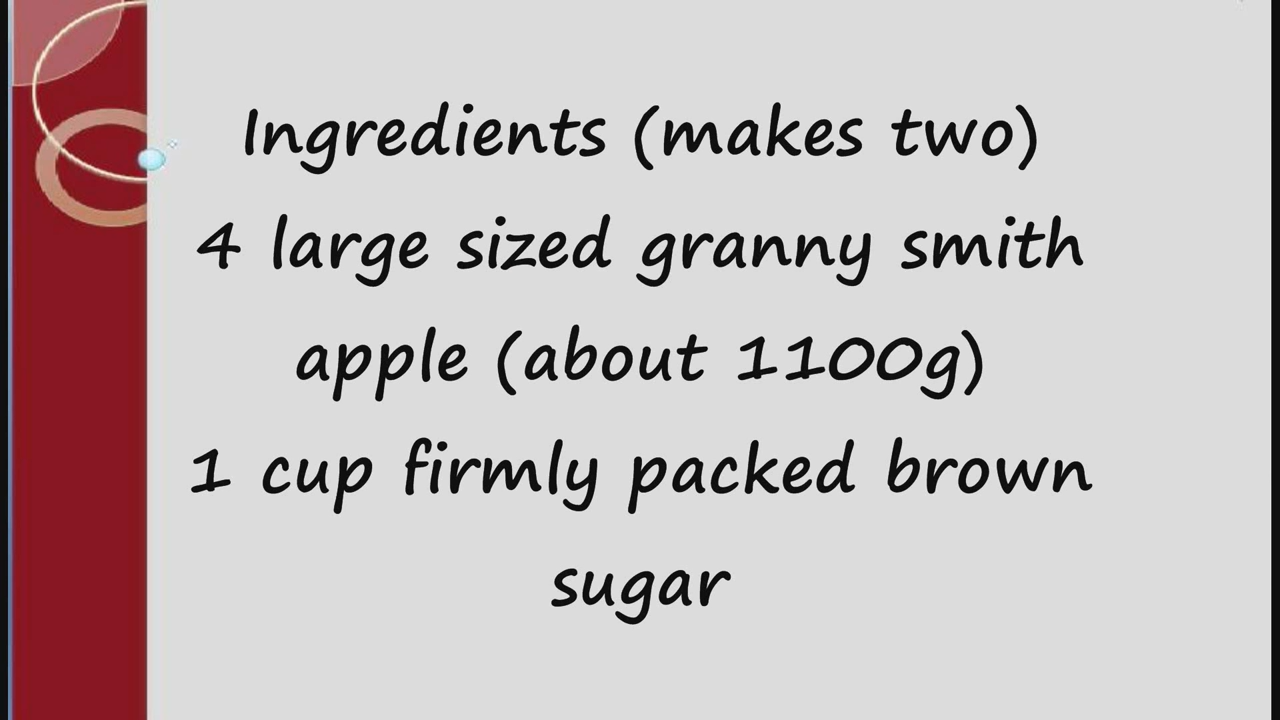 Ingredients (makes two)
4 large sized granny smith
apple (about 1100g)
1 cup firmly packed brown
sugar